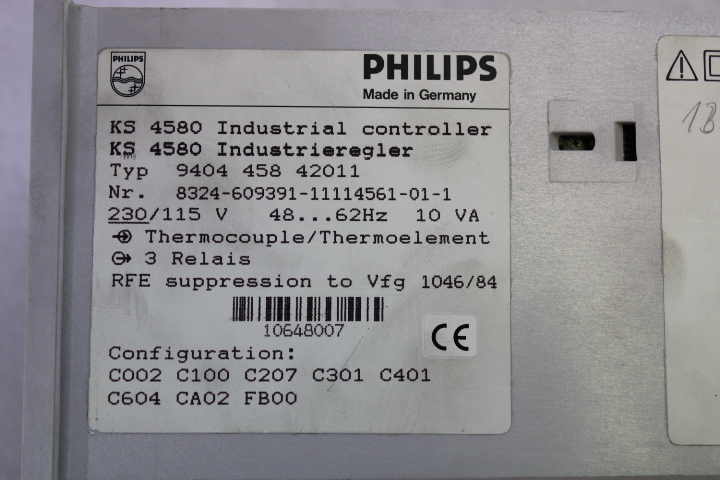 PHILIPS
PHILIPS
Made in Germany
KS 4580 Industrial controller
KS 4580 Industrieregler
Typ 9404 458 42011
Nr. 8324-609391-11114561-01-1
230/115 V 48...62Hz 10 VA
Thermocouple/Thermoelement
3 Relais
RFE suppression to Vfg 1046/84
10648007
CE
Configuration:
C002 C100 C207 C301 C401
C604 CA02 FB00
1B